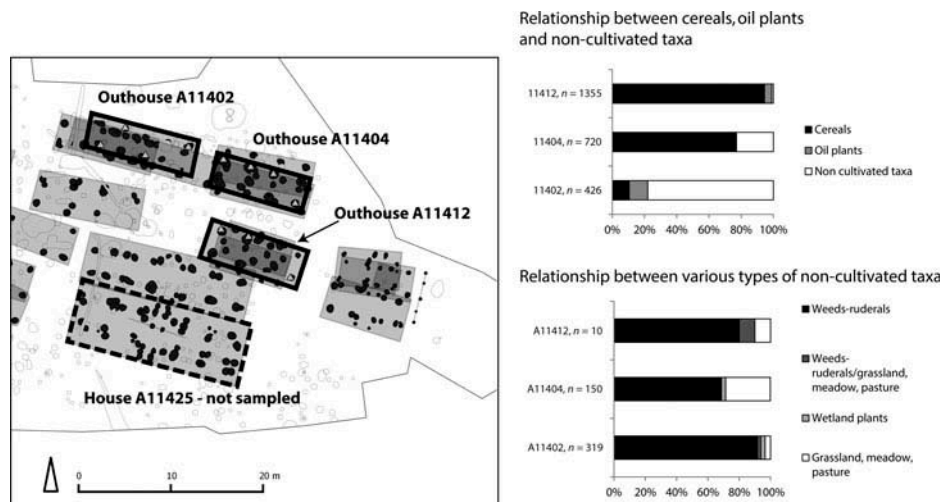 Outhouse A11402
Outhouse A11404
Outhouse A11412
House A11425 - not sampled
0 10 20 m
Relationship between cereals, oil plants
and non-cultivated taxa
11412, n = 1355
11404, n = 720
11402, n = 426
0% 20% 40% 60% 80% 100%
Cereals
Oil plants
Non cultivated taxa
Relationship between various types of non-cultivated taxa
A11412, n = 10
A11404, n = 150
A11402, n = 319
0% 20% 40% 60% 80% 100%
Weeds-ruderals
Weeds-
ruderals/grassland,
meadow, pasture
Wetland plants
Grassland, meadow,
pasture